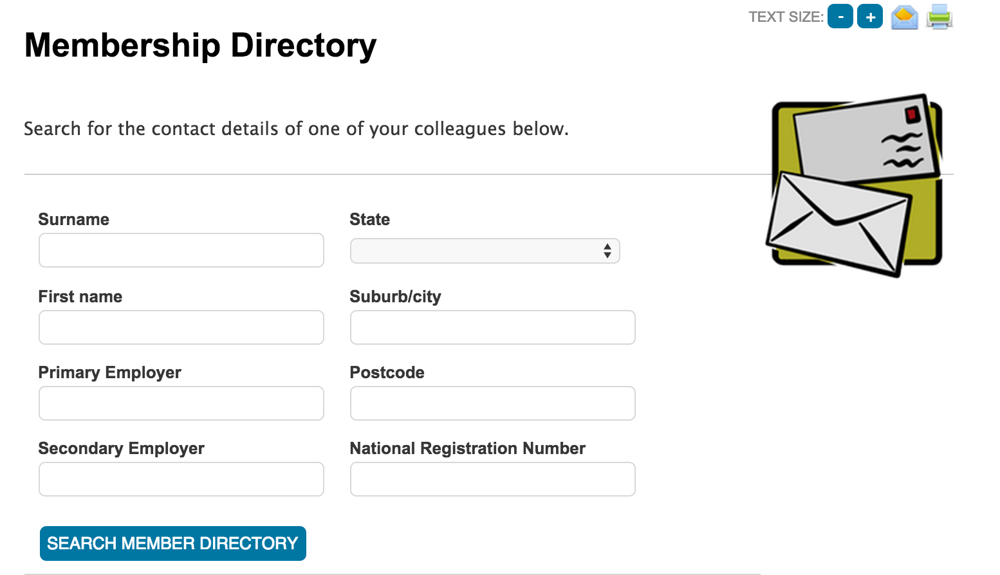 TEXT SIZE: - +
Membership Directory
Search for the contact details of one of your colleagues below.
Surname
State
First name
Suburb/city
Primary Employer
Postcode
Secondary Employer
National Registration Number
SEARCH MEMBER DIRECTORY